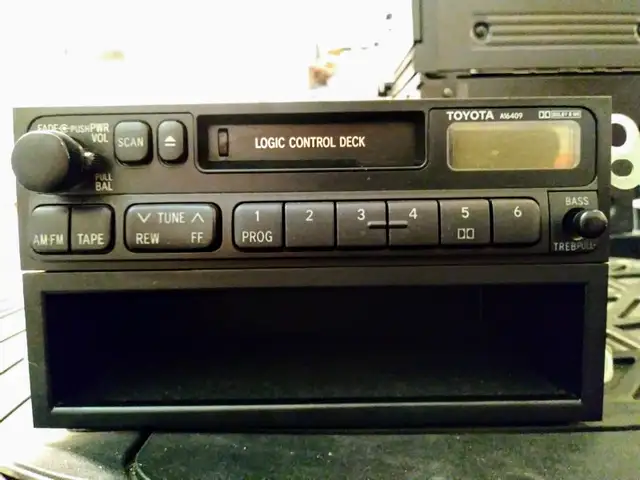 FADE PUSH PWR
VOL
PULL
BAL
SCAN
LOGIC CONTROL DECK
TOYOTA A16409 DOLBY B NR
AM·FM TAPE
TUNE
REW FF
1 2 3 4 5 6
PROG
BASS
TREB PULL